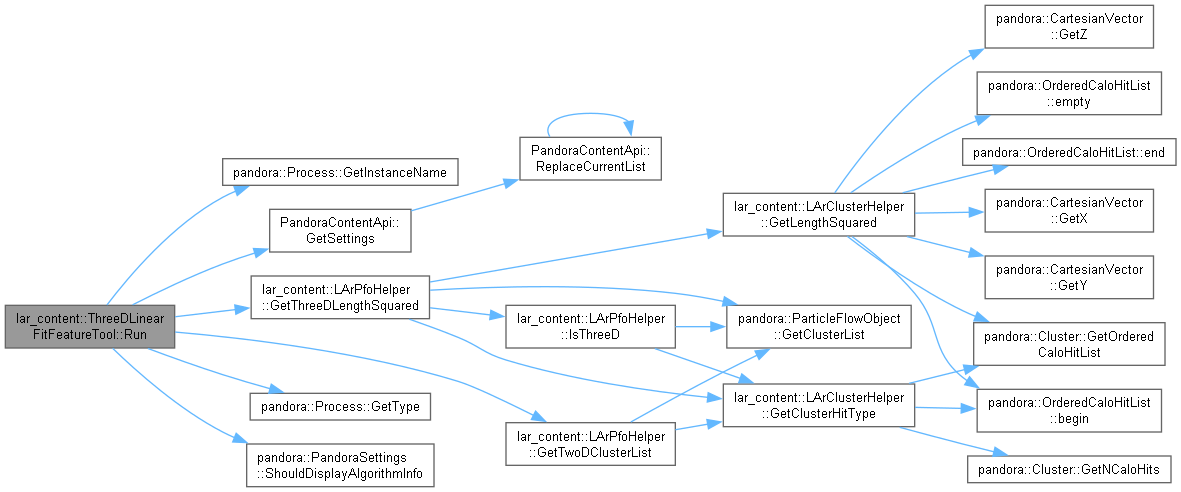 lar_content::ThreeDLinear
FitFeatureTool::Run
pandora::Process::GetInstanceName
PandoraContentApi::
GetSettings
lar_content::LArPfoHelper
::GetThreeDLengthSquared
pandora::Process::GetType
pandora::PandoraSettings
::ShouldDisplayAlgorithmInfo
PandoraContentApi::
ReplaceCurrentList
lar_content::LArPfoHelper
::IsThreeD
lar_content::LArPfoHelper
::GetTwoDClusterList
lar_content::LArClusterHelper
::GetLengthSquared
pandora::ParticleFlowObject
::GetClusterList
lar_content::LArClusterHelper
::GetClusterHitType
pandora::CartesianVector
::GetZ
pandora::OrderedCaloHitList
::empty
pandora::OrderedCaloHitList::end
pandora::CartesianVector
::GetX
pandora::CartesianVector
::GetY
pandora::Cluster::GetOrdered
CaloHitList
pandora::OrderedCaloHitList
::begin
pandora::Cluster::GetNCaloHits